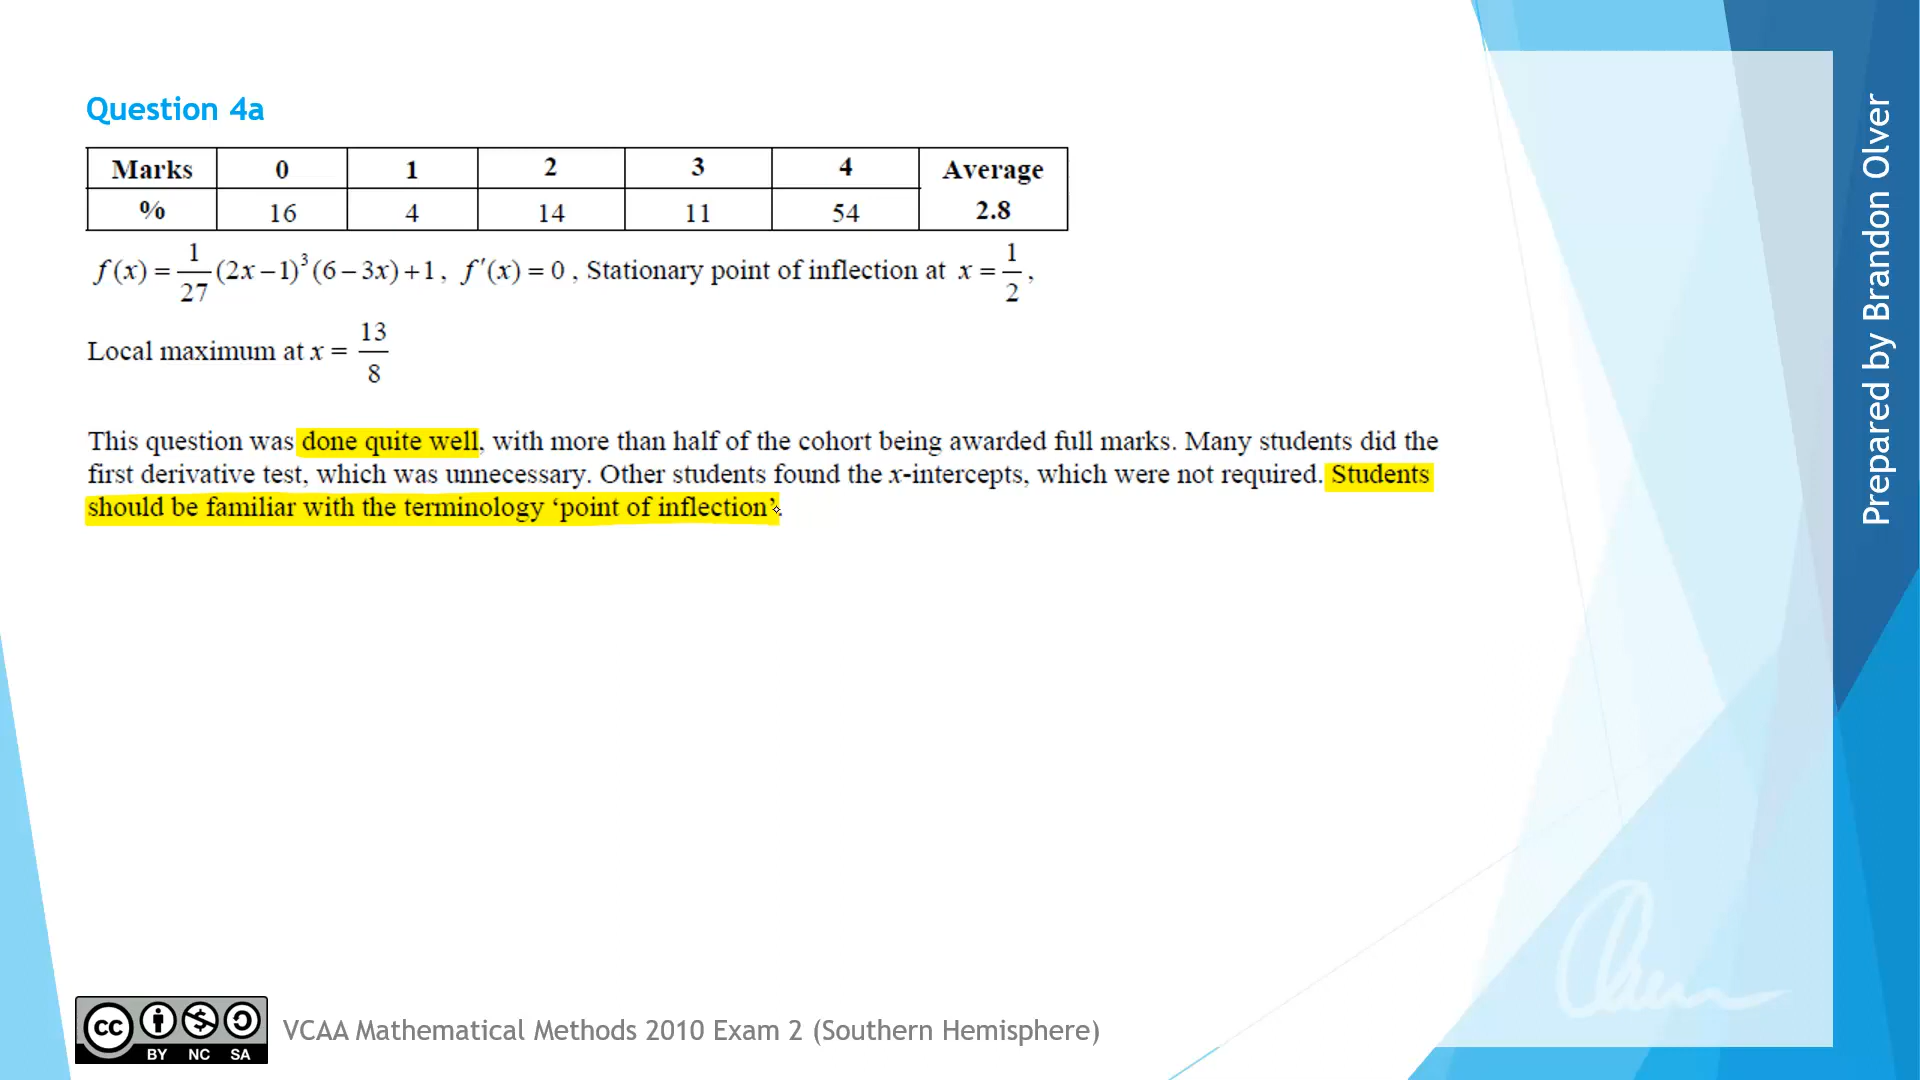 Question 4a
Marks 0 1 2 3 4 Average
% 16 4 14 11 54 2.8
f(x) = 1/27 (2x − 1)³(6 − 3x) + 1, f′(x) = 0, Stationary point of inflection at x = 1/2,
Local maximum at x = 13/8
This question was done quite well, with more than half of the cohort being awarded full marks. Many students did the
first derivative test, which was unnecessary. Other students found the x-intercepts, which were not required. Students
should be familiar with the terminology ‘point of inflection’.
cc BY NC SA
VCAA Mathematical Methods 2010 Exam 2 (Southern Hemisphere)
Prepared by Brandon Olver